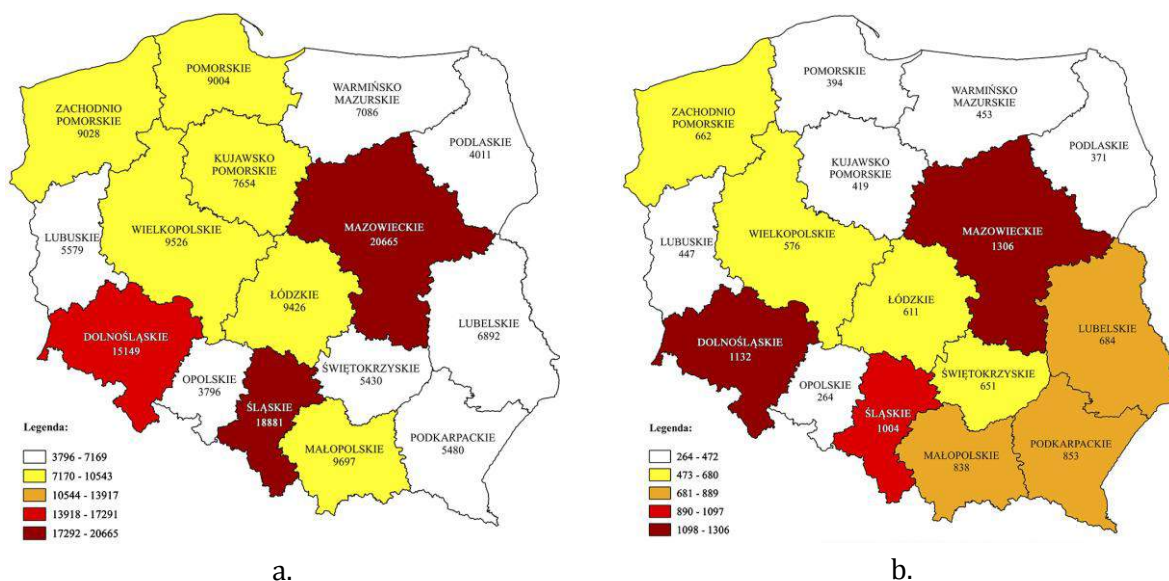 POMORSKIE
9004
ZACHODNIO
POMORSKIE
9028
WARMIŃSKO
MAZURSKIE
7086
PODLASKIE
4011
KUJAWSKO
POMORSKIE
7654
LUBUSKIE
5579
WIELKOPOLSKIE
9526
MAZOWIECKIE
20665
ŁÓDZKIE
9426
DOLNOŚLĄSKIE
15149
LUBELSKIE
6892
OPOLSKIE
3796
ŚWIĘTOKRZYSKIE
5430
ŚLĄSKIE
18881
MAŁOPOLSKIE
9697
PODKARPACKIE
5480
Legenda:
3796 - 7169
7170 - 10543
10544 - 13917
13918 - 17291
17292 - 20665
a.
POMORSKIE
394
ZACHODNIO
POMORSKIE
662
WARMIŃSKO
MAZURSKIE
453
PODLASKIE
371
KUJAWSKO
POMORSKIE
419
LUBUSKIE
447
WIELKOPOLSKIE
576
MAZOWIECKIE
1306
ŁÓDZKIE
611
DOLNOŚLĄSKIE
1132
LUBELSKIE
684
OPOLSKIE
264
ŚWIĘTOKRZYSKIE
651
ŚLĄSKIE
1004
MAŁOPOLSKIE
838
PODKARPACKIE
853
Legenda:
264 - 472
473 - 680
681 - 889
890 - 1097
1098 - 1306
b.